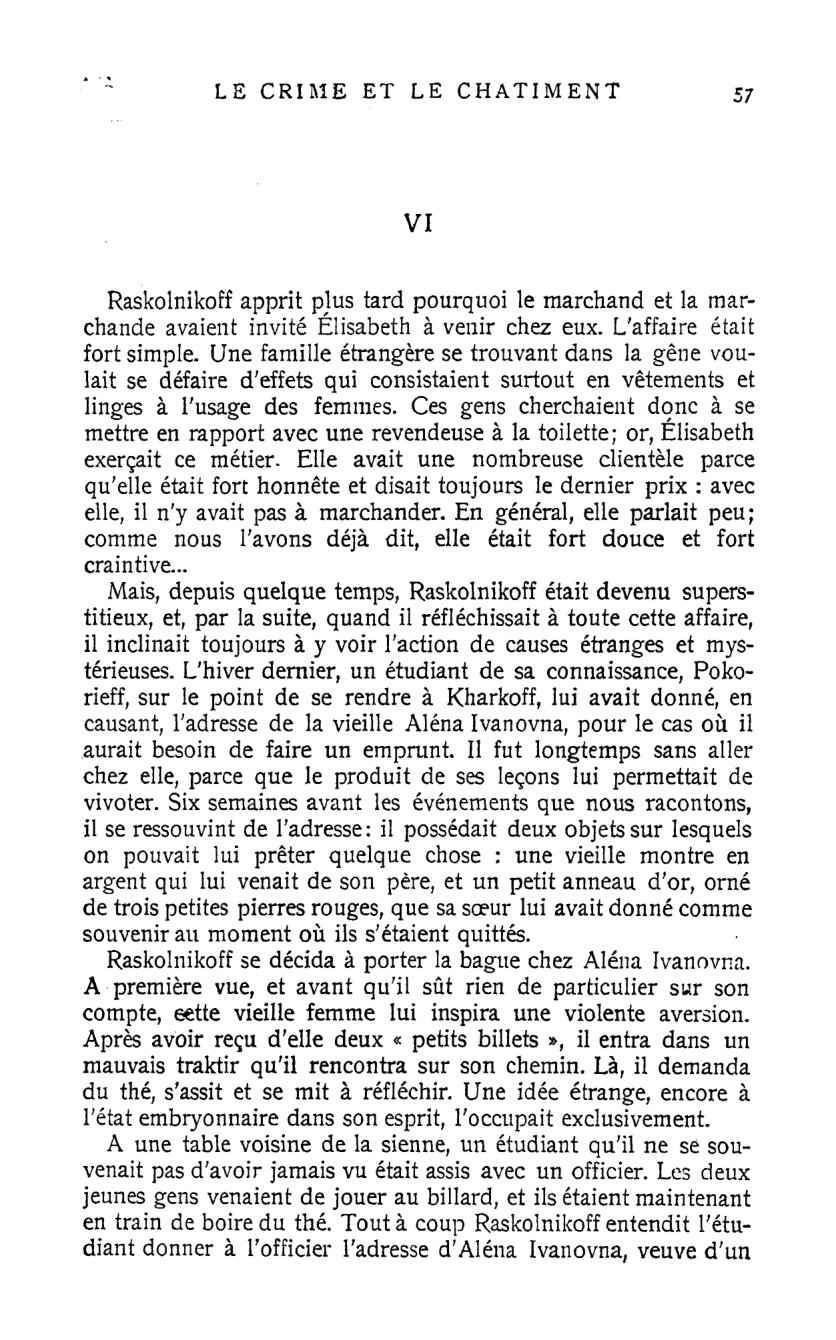 LE CRIME ET LE CHATIMENT 57
VI
Raskolnikoff apprit plus tard pourquoi le marchand et la mar-
chande avaient invité Élisabeth à venir chez eux. L'affaire était
fort simple. Une famille étrangère se trouvant dans la gêne vou-
lait se défaire d'effets qui consistaient surtout en vêtements et
linges à l'usage des femmes. Ces gens cherchaient donc à se
mettre en rapport avec une revendeuse à la toilette; or, Élisabeth
exerçait ce métier. Elle avait une nombreuse clientèle parce
qu'elle était fort honnête et disait toujours le dernier prix : avec
elle, il n'y avait pas à marchander. En général, elle parlait peu;
comme nous l'avons déjà dit, elle était fort douce et fort
craintive...
Mais, depuis quelque temps, Raskolnikoff était devenu supers-
titieux, et, par la suite, quand il réfléchissait à toute cette affaire,
il inclinait toujours à y voir l'action de causes étranges et mys-
térieuses. L'hiver dernier, un étudiant de sa connaissance, Poko-
rieff, sur le point de se rendre à Kharkoff, lui avait donné, en
causant, l'adresse de la vieille Aléna Ivanovna, pour le cas où il
aurait besoin de faire un emprunt. Il fut longtemps sans aller
chez elle, parce que le produit de ses leçons lui permettait de
vivoter. Six semaines avant les événements que nous racontons,
il se ressouvint de l'adresse: il possédait deux objets sur lesquels
on pouvait lui prêter quelque chose : une vieille montre en
argent qui lui venait de son père, et un petit anneau d'or, orné
de trois petites pierres rouges, que sa sœur lui avait donné comme
souvenir au moment où ils s'étaient quittés.
Raskolnikoff se décida à porter la bague chez Aléna Ivanovna.
A première vue, et avant qu'il sût rien de particulier sur son
compte, cette vieille femme lui inspira une violente aversion.
Après avoir reçu d'elle deux « petits billets », il entra dans un
mauvais traktir qu'il rencontra sur son chemin. Là, il demanda
du thé, s'assit et se mit à réfléchir. Une idée étrange, encore à
l'état embryonnaire dans son esprit, l'occupait exclusivement.
A une table voisine de la sienne, un étudiant qu'il ne se sou-
venait pas d'avoir jamais vu était assis avec un officier. Les deux
jeunes gens venaient de jouer au billard, et ils étaient maintenant
en train de boire du thé. Tout à coup Raskolnikoff entendit l'étu-
diant donner à l'officier l'adresse d'Aléna Ivanovna, veuve d'un